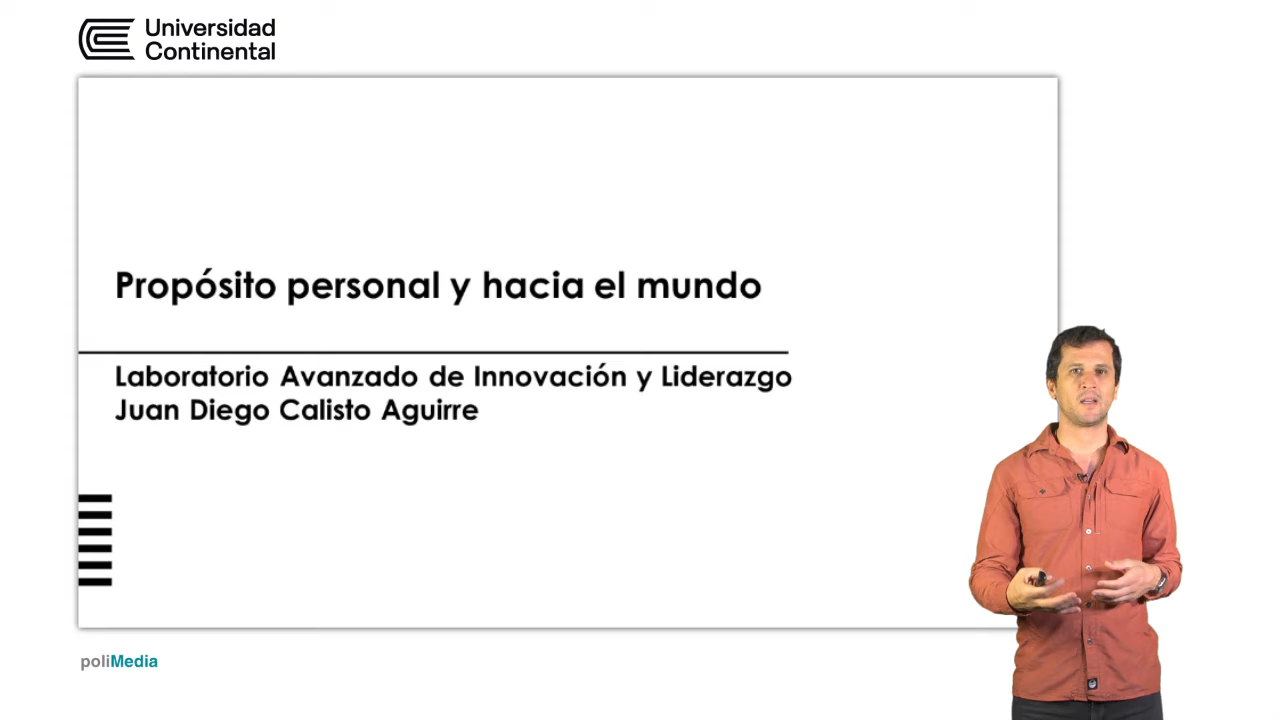 Universidad
Continental
Propósito personal y hacia el mundo
Laboratorio Avanzado de Innovación y Liderazgo
Juan Diego Calisto Aguirre
poliMedia